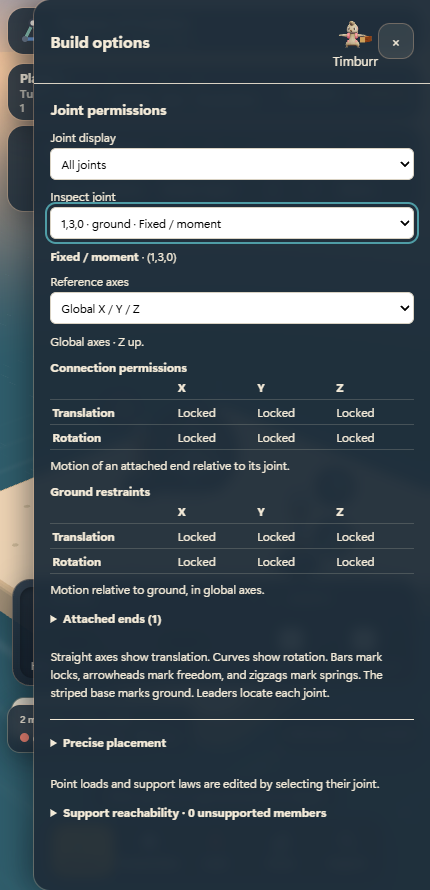 Build options
Timburr
×
Pla
Tu
1
Joint permissions
Joint display
All joints
Inspect joint
1,3,0 · ground · Fixed / moment
Fixed / moment · (1,3,0)
Reference axes
Global X / Y / Z
Global axes · Z up.
Connection permissions
X Y Z
Translation Locked Locked Locked
Rotation Locked Locked Locked
Motion of an attached end relative to its joint.
Ground restraints
X Y Z
Translation Locked Locked Locked
Rotation Locked Locked Locked
Motion relative to ground, in global axes.
Attached ends (1)
Straight axes show translation. Curves show rotation. Bars mark
locks, arrowheads mark freedom, and zigzags mark springs. The
striped base marks ground. Leaders locate each joint.
2 m
Precise placement
Point loads and support laws are edited by selecting their joint.
Support reachability · 0 unsupported members